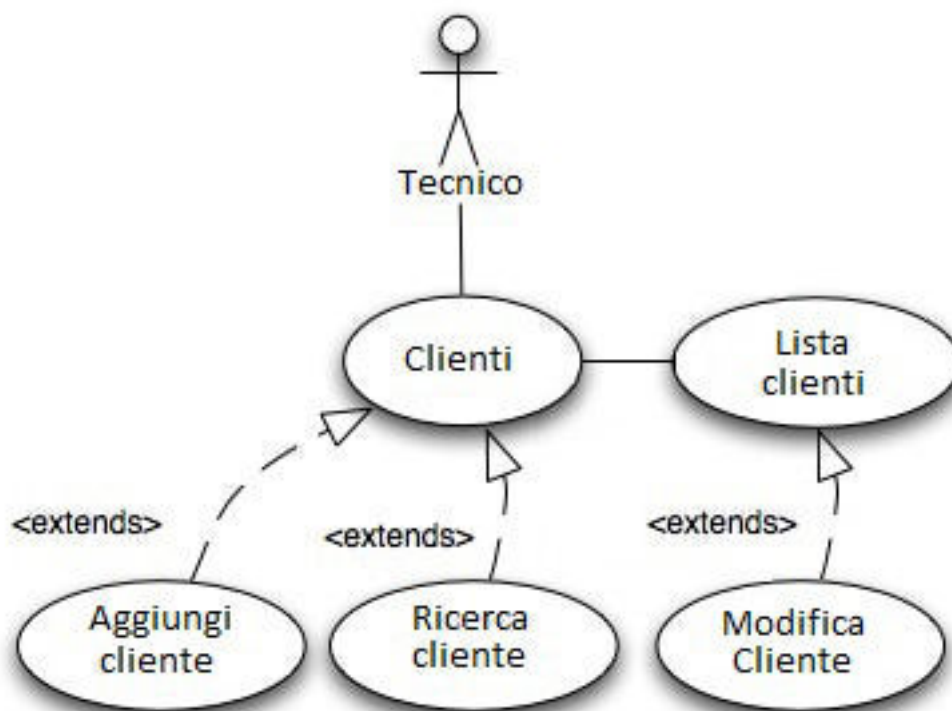 Tecnico
Clienti
Lista
clienti
<extends>
<extends>
<extends>
Aggiungi
cliente
Ricerca
cliente
Modifica
Cliente